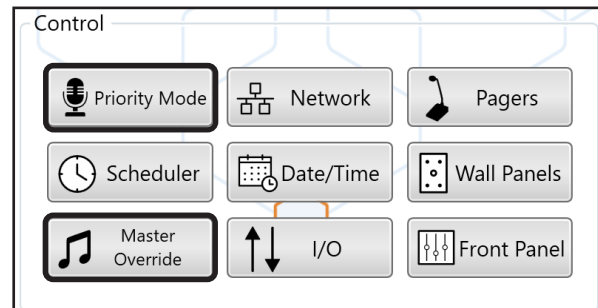 Control
Priority Mode
Network
Pagers
Scheduler
Date/Time
Wall Panels
Master
Override
I/O
Front Panel